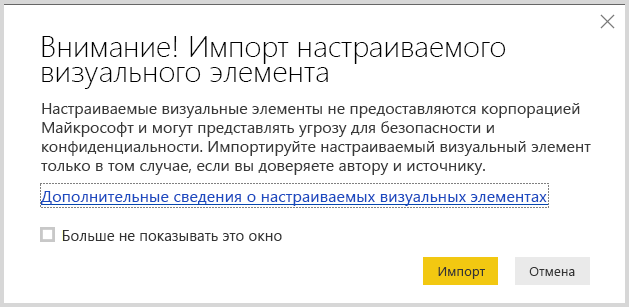 Внимание! Импорт настраиваемого
визуального элемента
Настраиваемые визуальные элементы не предоставляются корпорацией
Майкрософт и могут представлять угрозу для безопасности и
конфиденциальности. Импортируйте настраиваемый визуальный элемент
только в том случае, если вы доверяете автору и источнику.
Дополнительные сведения о настраиваемых визуальных элементах
Больше не показывать это окно
Импорт
Отмена